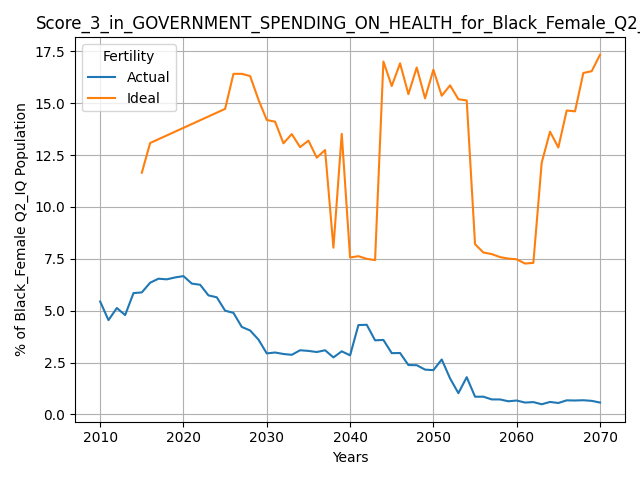 Score_3_in_GOVERNMENT_SPENDING_ON_HEALTH_for_Black_Female_Q2_
Fertility
Actual
Ideal
% of Black_Female Q2_IQ Population
17.5
15.0
12.5
10.0
7.5
5.0
2.5
0.0
2010 2020 2030 2040 2050 2060 2070
Years